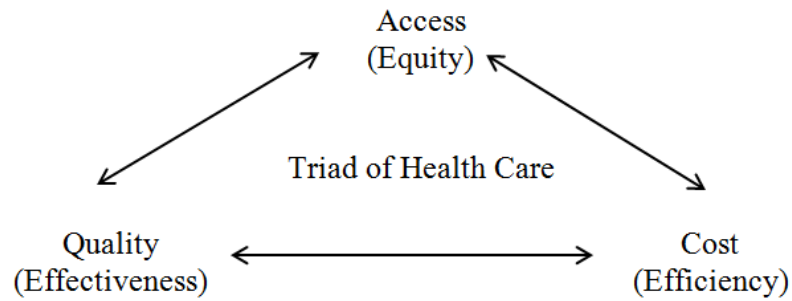 Access
(Equity)
Triad of Health Care
Quality
(Effectiveness)
Cost
(Efficiency)